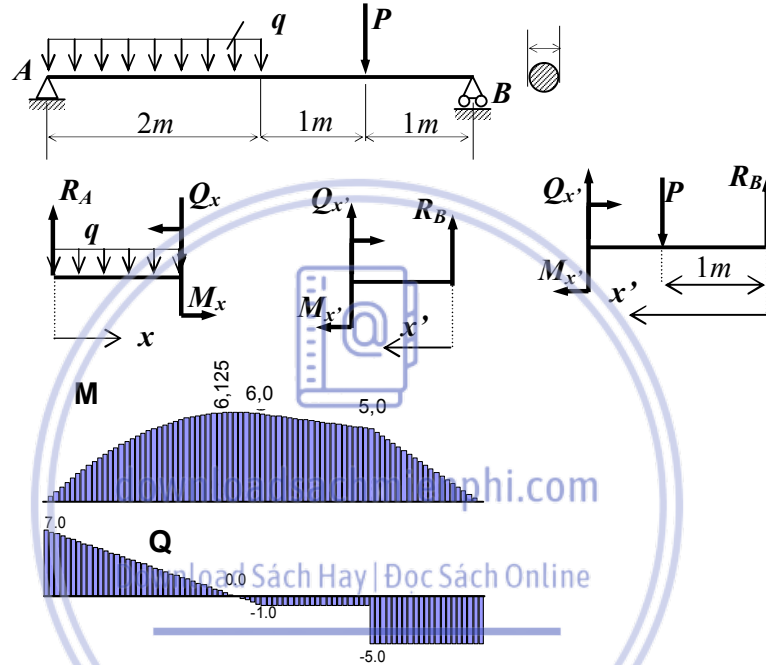 q P
A B
2m 1m 1m
R_A Q_x Q_x' R_B Q_x' P R_B
q
M_x M_x' M_x' 1m
x x' x'
@
M 6,125 6,0 5,0
downloadsachmienphi.com
7.0 Q
0.0
Download Sách Hay | Đọc Sách Online
-1.0
-5.0